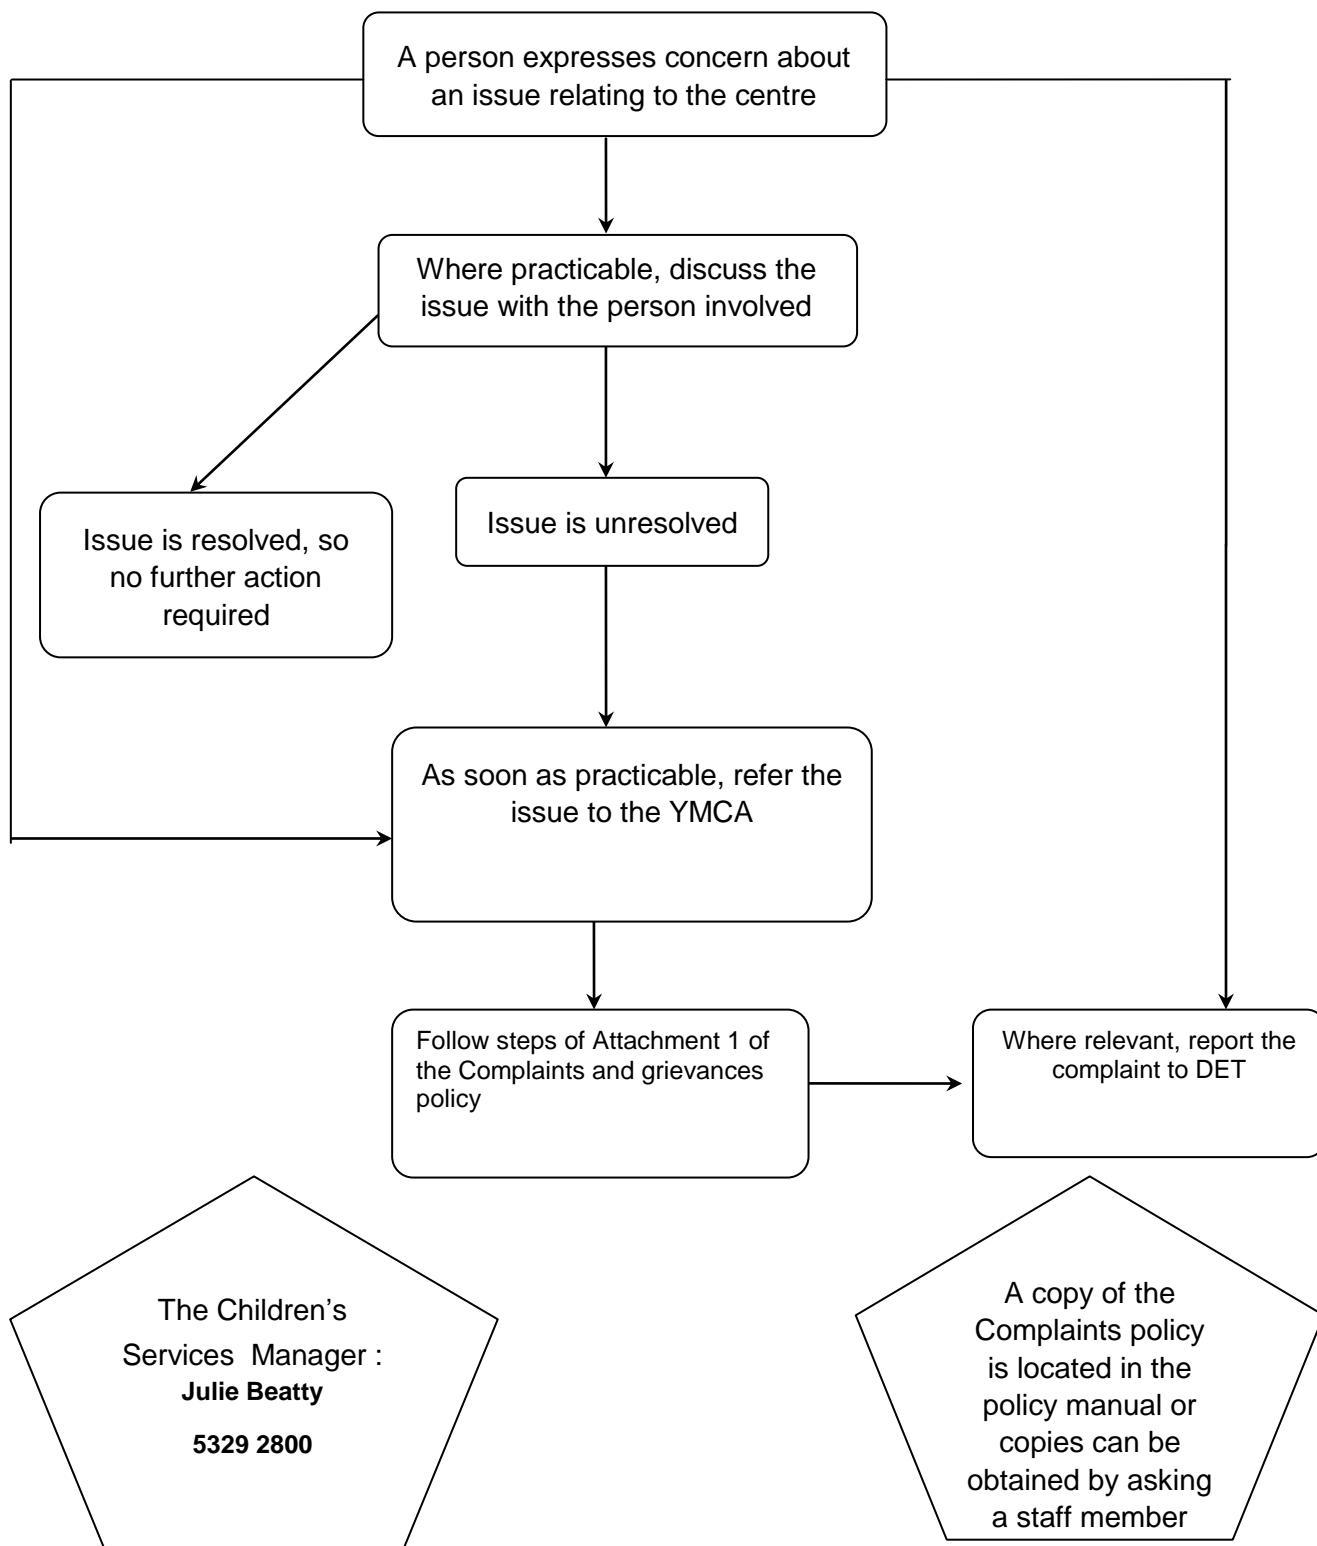 A person expresses concern about
an issue relating to the centre
Where practicable, discuss the
issue with the person involved
Issue is resolved, so
no further action
required
Issue is unresolved
As soon as practicable, refer the
issue to the YMCA
Follow steps of Attachment 1 of
the Complaints and grievances
policy
Where relevant, report the
complaint to DET
The Children’s
Services Manager :
Julie Beatty
5329 2800
A copy of the
Complaints policy
is located in the
policy manual or
copies can be
obtained by asking
a staff member